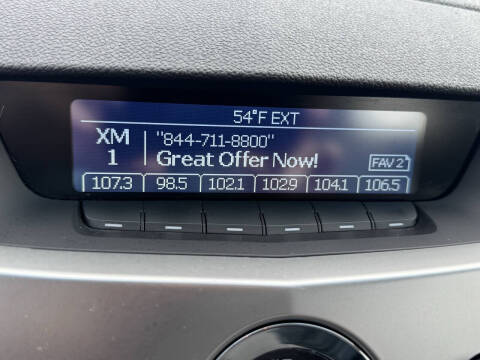 54°F EXT
XM "844-711-8800"
1 Great Offer Now! FAV 2
107.3 98.5 102.1 102.9 104.1 106.5